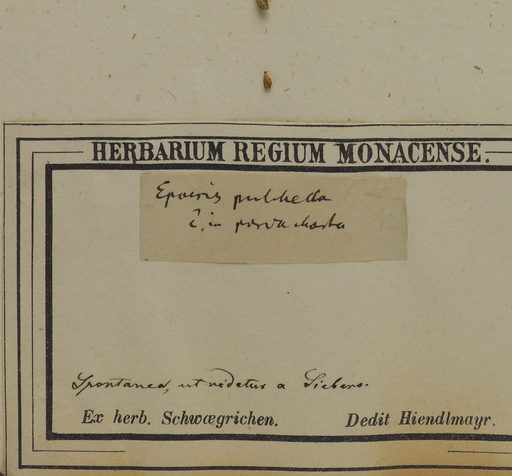 HERBARIUM REGIUM MONACENSE.
Epacris pulchella
in
Spontanea, ut videtur a Siebero.
Ex herb. Schwægrichen. Dedit Hiendlmayr.